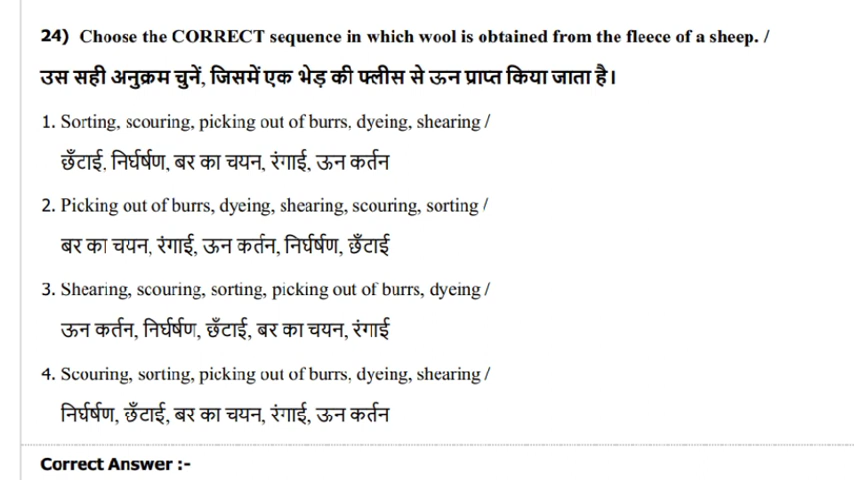 24) Choose the CORRECT sequence in which wool is obtained from the fleece of a sheep. /
उस सही अनुक्रम चुनें, जिसमें एक भेड़ की फ्लीस से ऊन प्राप्त किया जाता है।
1. Sorting, scouring, picking out of burrs, dyeing, shearing /
छँटाई, निर्घर्षण, बर का चयन, रंगाई, ऊन कर्तन
2. Picking out of burrs, dyeing, shearing, scouring, sorting /
बर का चयन, रंगाई, ऊन कर्तन, निर्घर्षण, छँटाई
3. Shearing, scouring, sorting, picking out of burrs, dyeing /
ऊन कर्तन, निर्घर्षण, छँटाई, बर का चयन, रंगाई
4. Scouring, sorting, picking out of burrs, dyeing, shearing /
निर्घर्षण, छँटाई, बर का चयन, रंगाई, ऊन कर्तन
Correct Answer :-